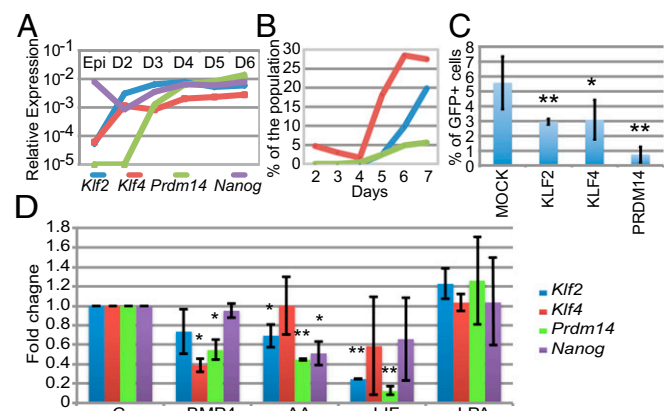 A
Relative Expression
10-1
10-2
10-3
10-4
10-5
Epi D2 D3 D4 D5 D6
Klf2 Klf4 Prdm14 Nanog
B
% of the population
30
25
20
15
10
5
0
2 3 4 5 6 7
Days
C
% of GFP+ cells
8
7
6
5
4
3
2
1
0
** * **
MOCK
KLF2
KLF4
PRDM14
D
Fold chagne
1.8
1.6
1.4
1.2
1.0
0.8
0.6
0.4
0.2
0
* * * ** * ** **
Klf2
Klf4
Prdm14
Nanog